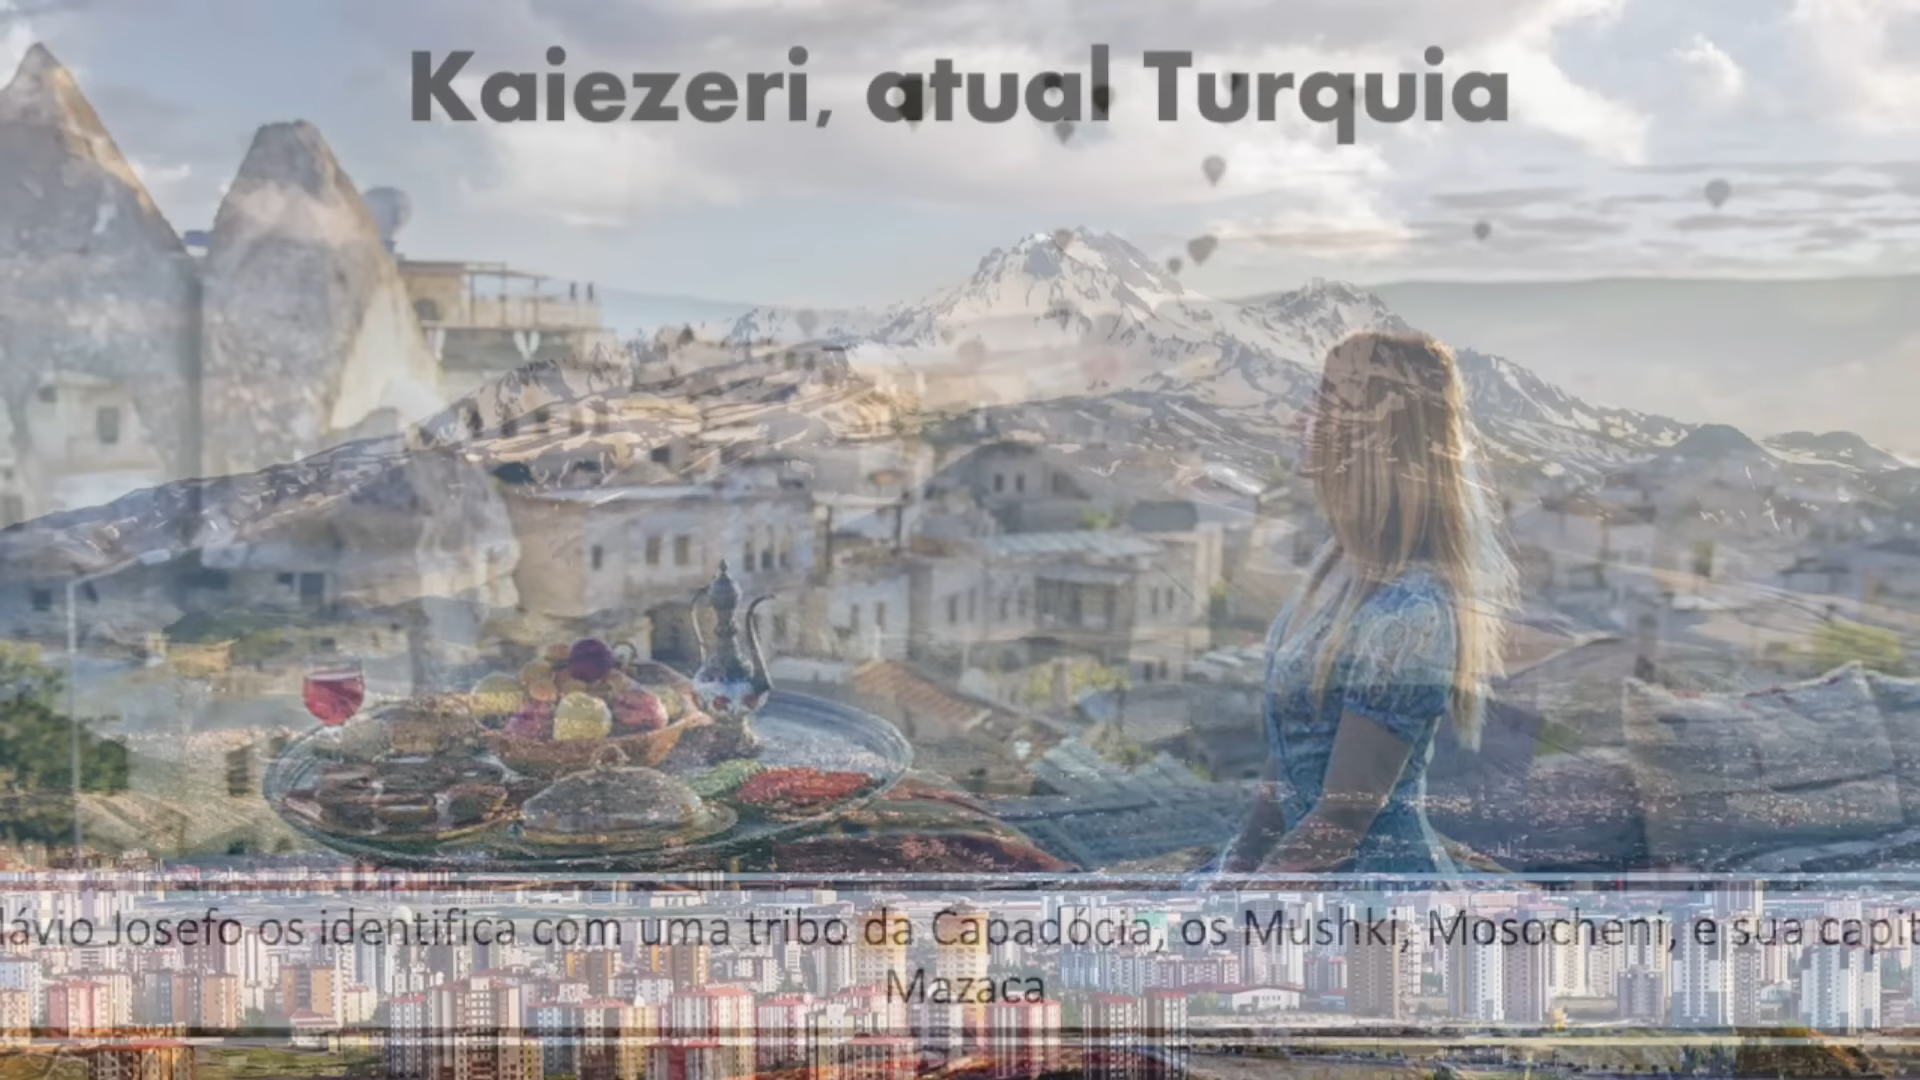 Kaiezeri, atual Turquia
lávio Josefo os identifica com uma tribo da Capadócia, os Mushki, Mosocheni, e sua capit
Mazaca